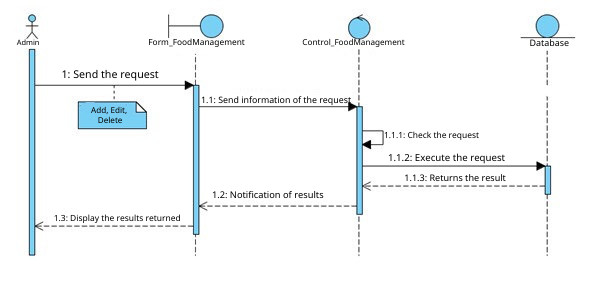 Admin
Form_FoodManagement
Control_FoodManagement
Database
1: Send the request
1.1: Send information of the request
Add, Edit,
Delete
1.1.1: Check the request
1.1.2: Execute the request
1.1.3: Returns the result
1.2: Notification of results
1.3: Display the results returned